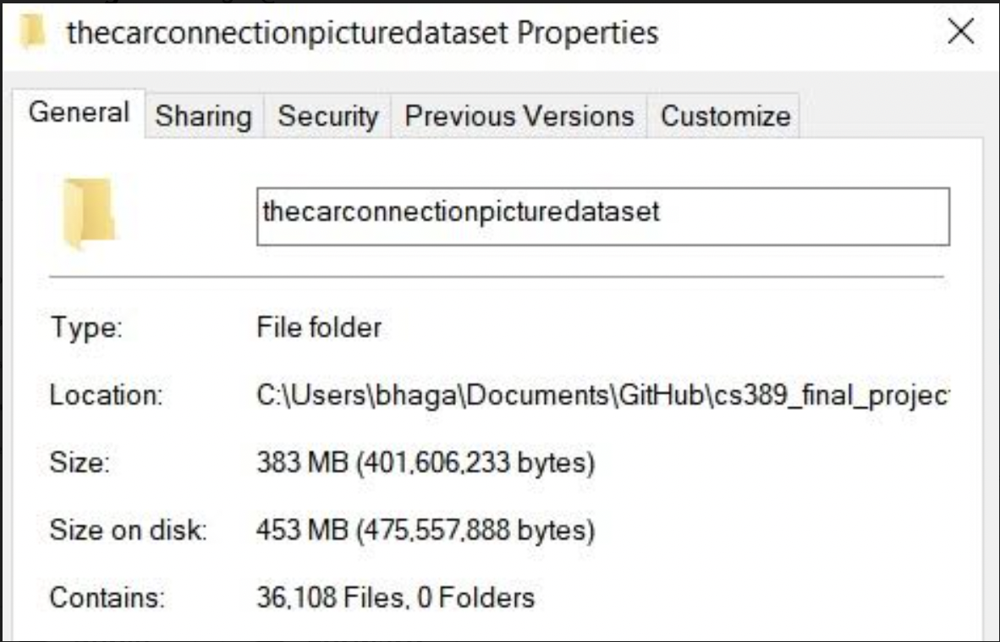 thecarconnectionpicturedataset Properties
General Sharing Security Previous Versions Customize
thecarconnectionpicturedataset
Type: File folder
Location: C:\Users\bhaga\Documents\GitHub\cs389_final_projec
Size: 383 MB (401,606,233 bytes)
Size on disk: 453 MB (475,557,888 bytes)
Contains: 36,108 Files, 0 Folders